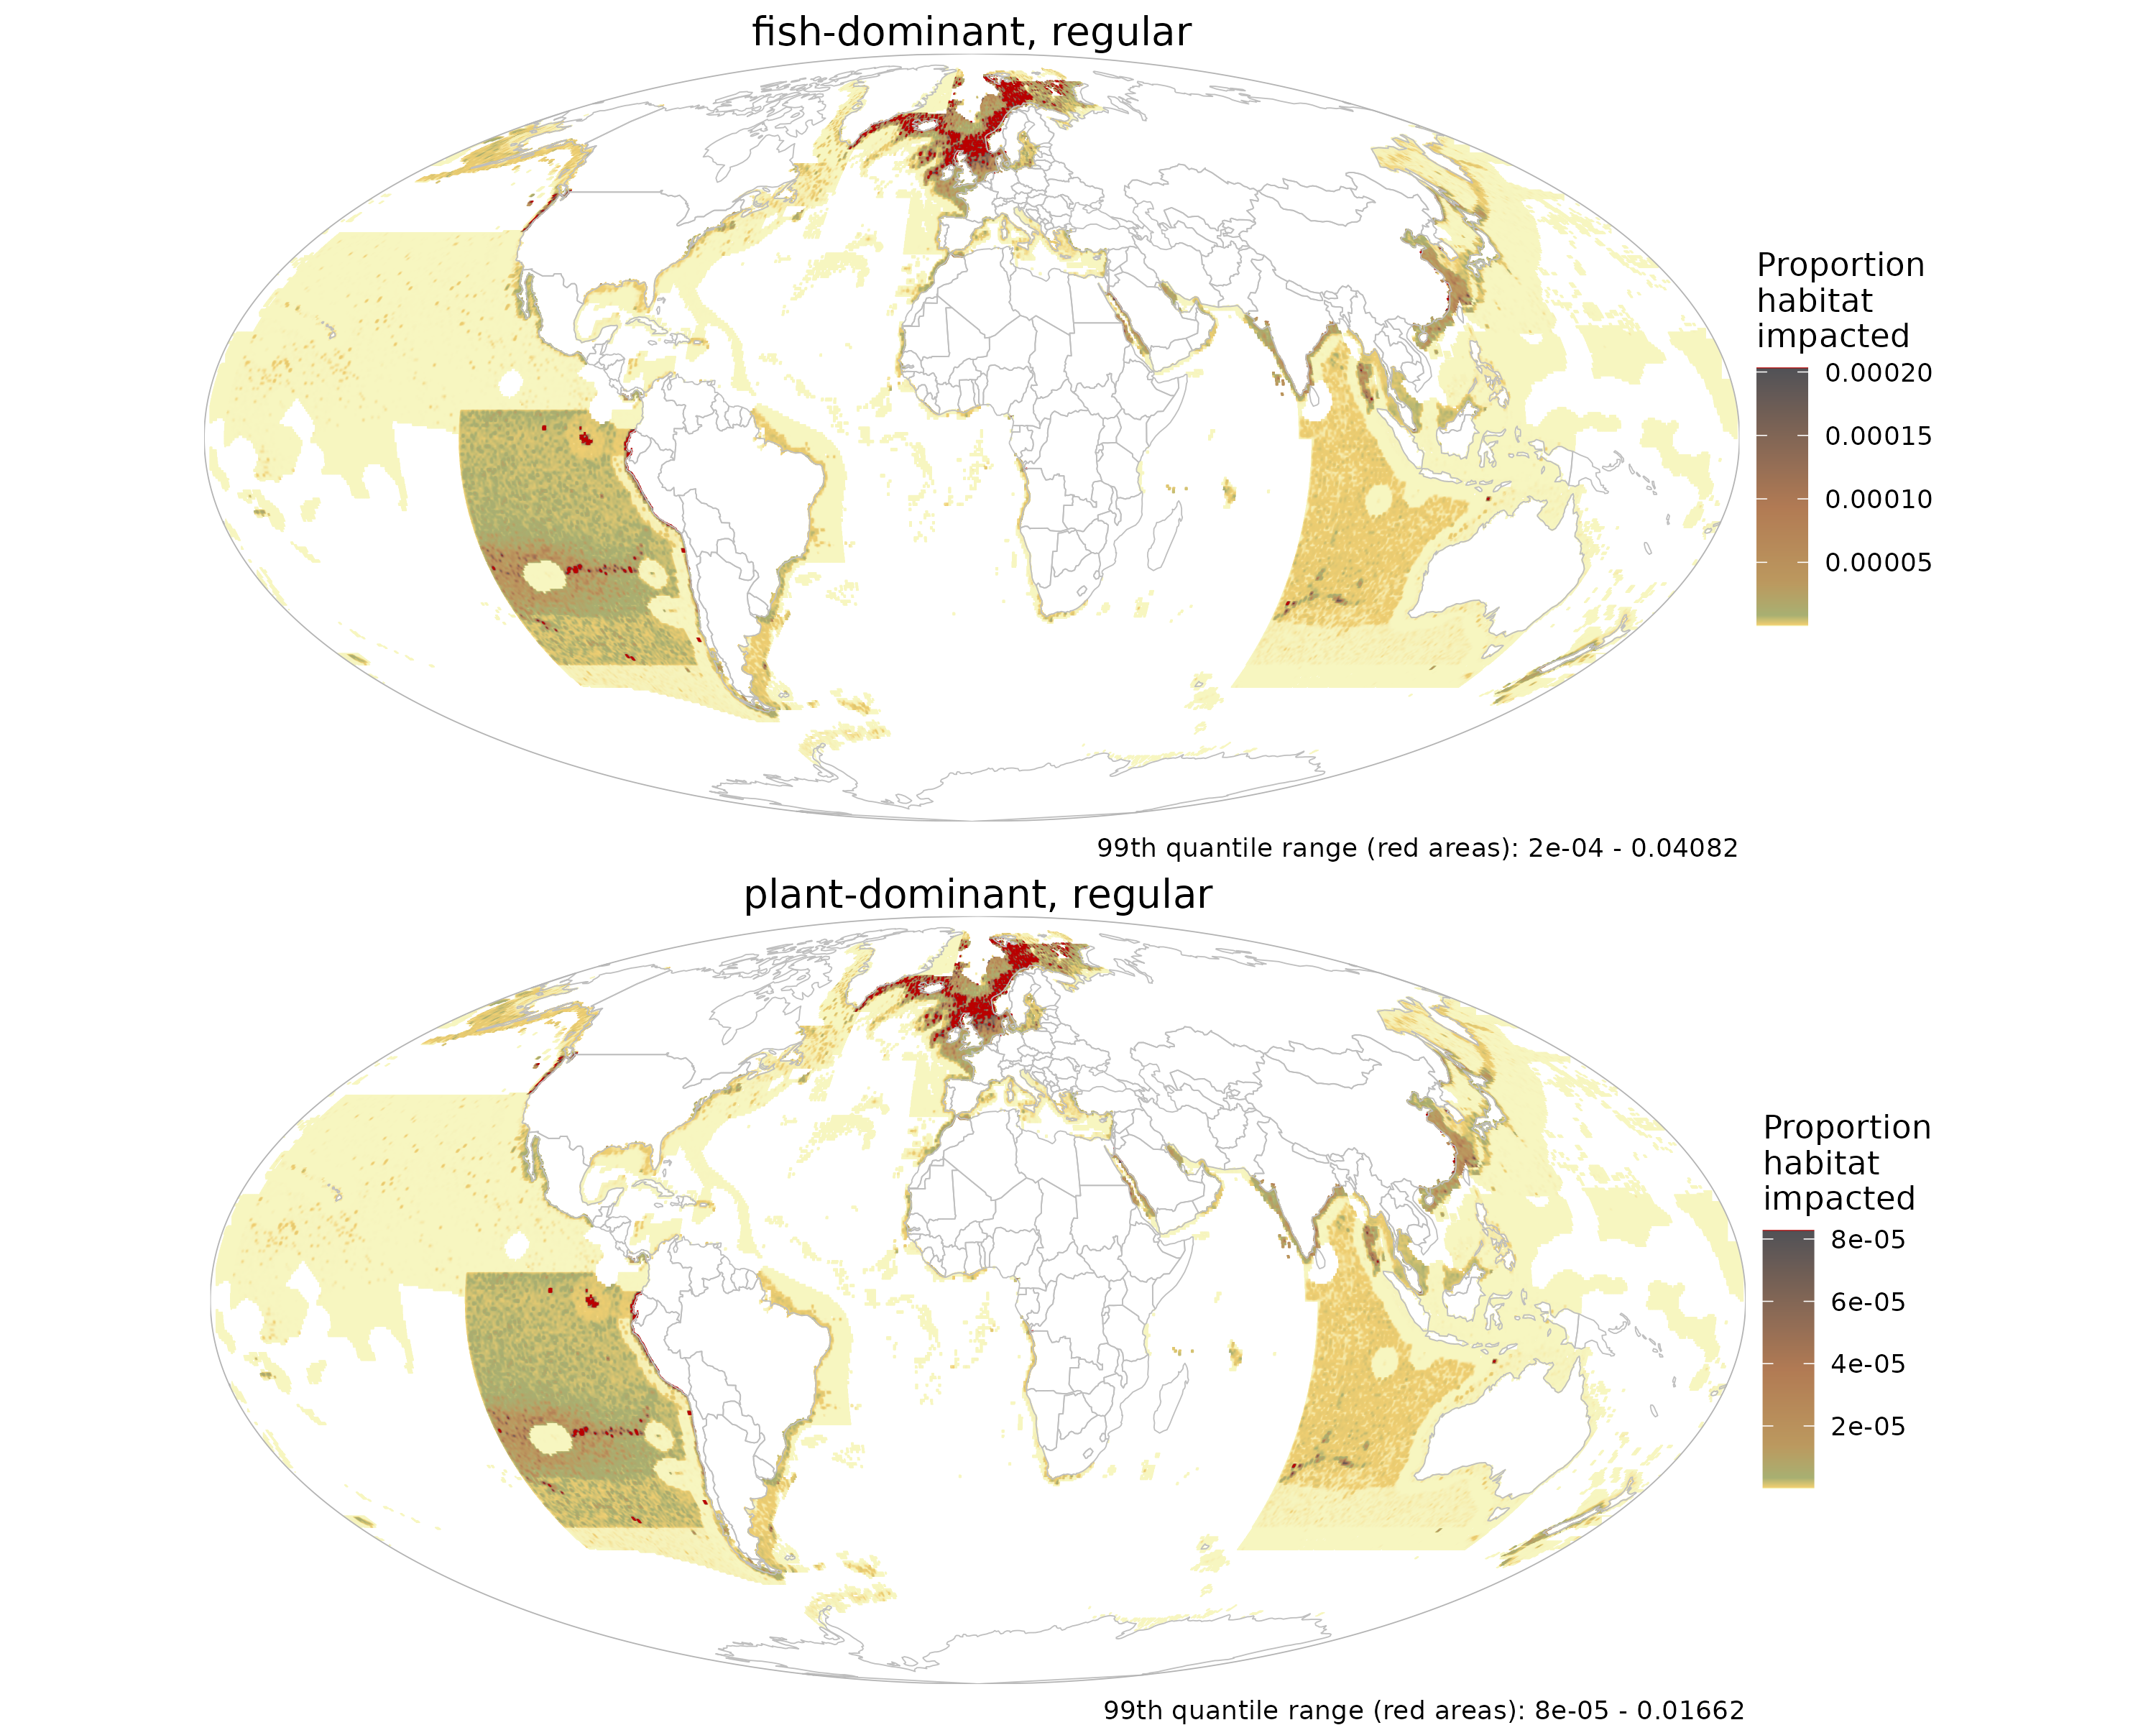 fish-dominant, regular
Proportion
habitat
impacted
0.00020
0.00015
0.00010
0.00005
99th quantile range (red areas): 2e-04 - 0.04082
plant-dominant, regular
Proportion
habitat
impacted
8e-05
6e-05
4e-05
2e-05
99th quantile range (red areas): 8e-05 - 0.01662